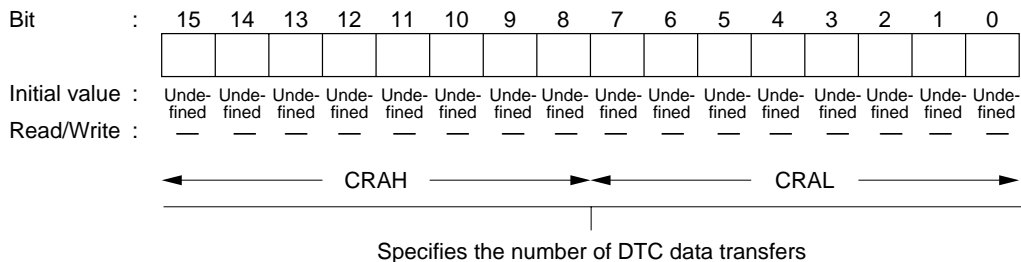 Bit : 15 14 13 12 11 10 9 8 7 6 5 4 3 2 1 0
Initial value : Unde- Unde- Unde- Unde- Unde- Unde- Unde- Unde- Unde- Unde- Unde- Unde- Unde- Unde- Unde- Unde-
fined fined fined fined fined fined fined fined fined fined fined fined fined fined fined fined
Read/Write : — — — — — — — — — — — — — — — —
CRAH CRAL
Specifies the number of DTC data transfers